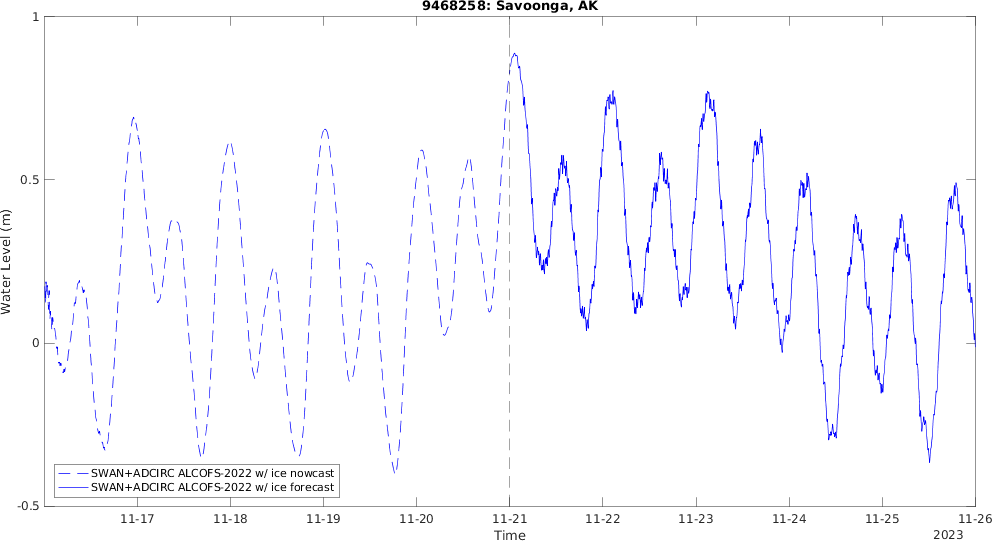 9468258: Savoonga, AK
1
0.5
0
-0.5
Water Level (m)
SWAN+ADCIRC ALCOFS-2022 w/ ice nowcast
SWAN+ADCIRC ALCOFS-2022 w/ ice forecast
11-17 11-18 11-19 11-20 11-21 11-22 11-23 11-24 11-25 11-26
Time
2023